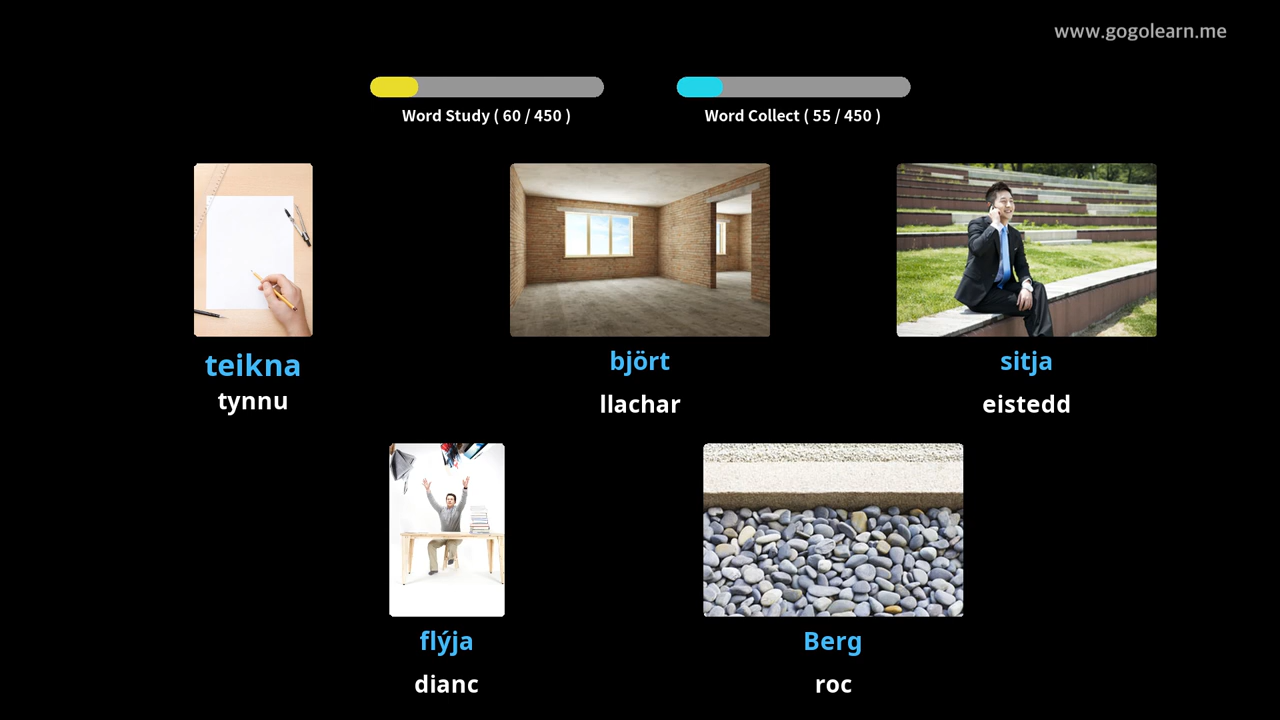 www.gogolearn.me
Word Study ( 60 / 450 )
Word Collect ( 55 / 450 )
teikna
tynnu
björt
llachar
sitja
eistedd
flýja
dianc
Berg
roc